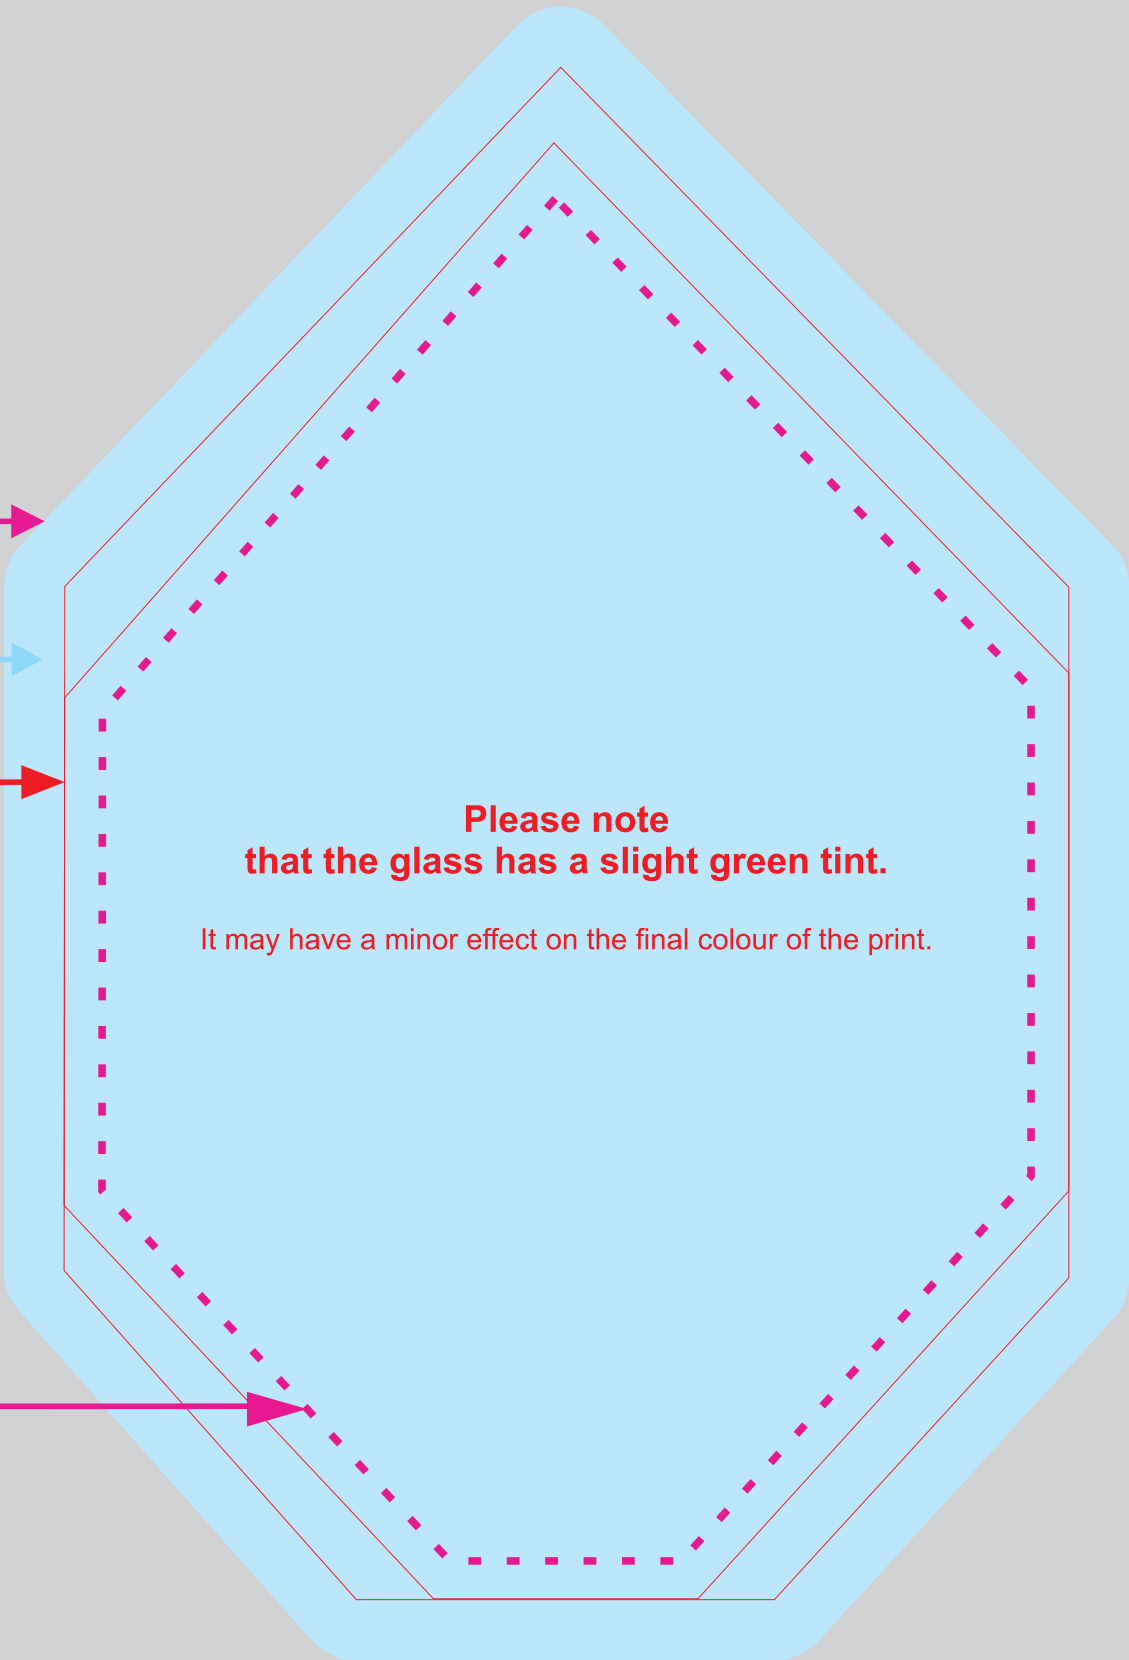 Please note
that the glass has a slight green tint.
It may have a minor effect on the final colour of the print.